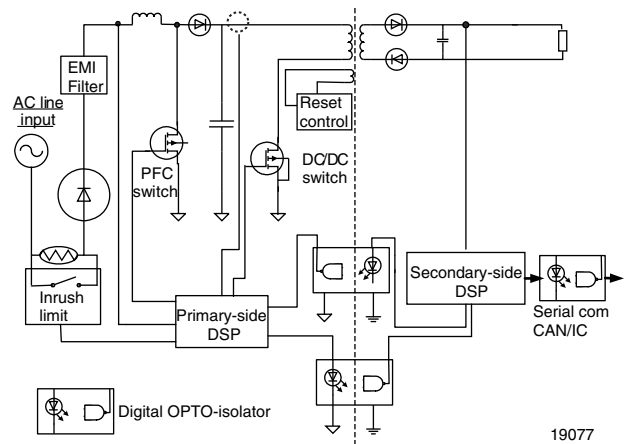 EMI
Filter
AC line
input
PFC
switch
Reset
control
DC/DC
switch
Inrush
limit
Primary-side
DSP
Secondary-side
DSP
Serial com
CAN/IC
Digital OPTO-isolator
19077